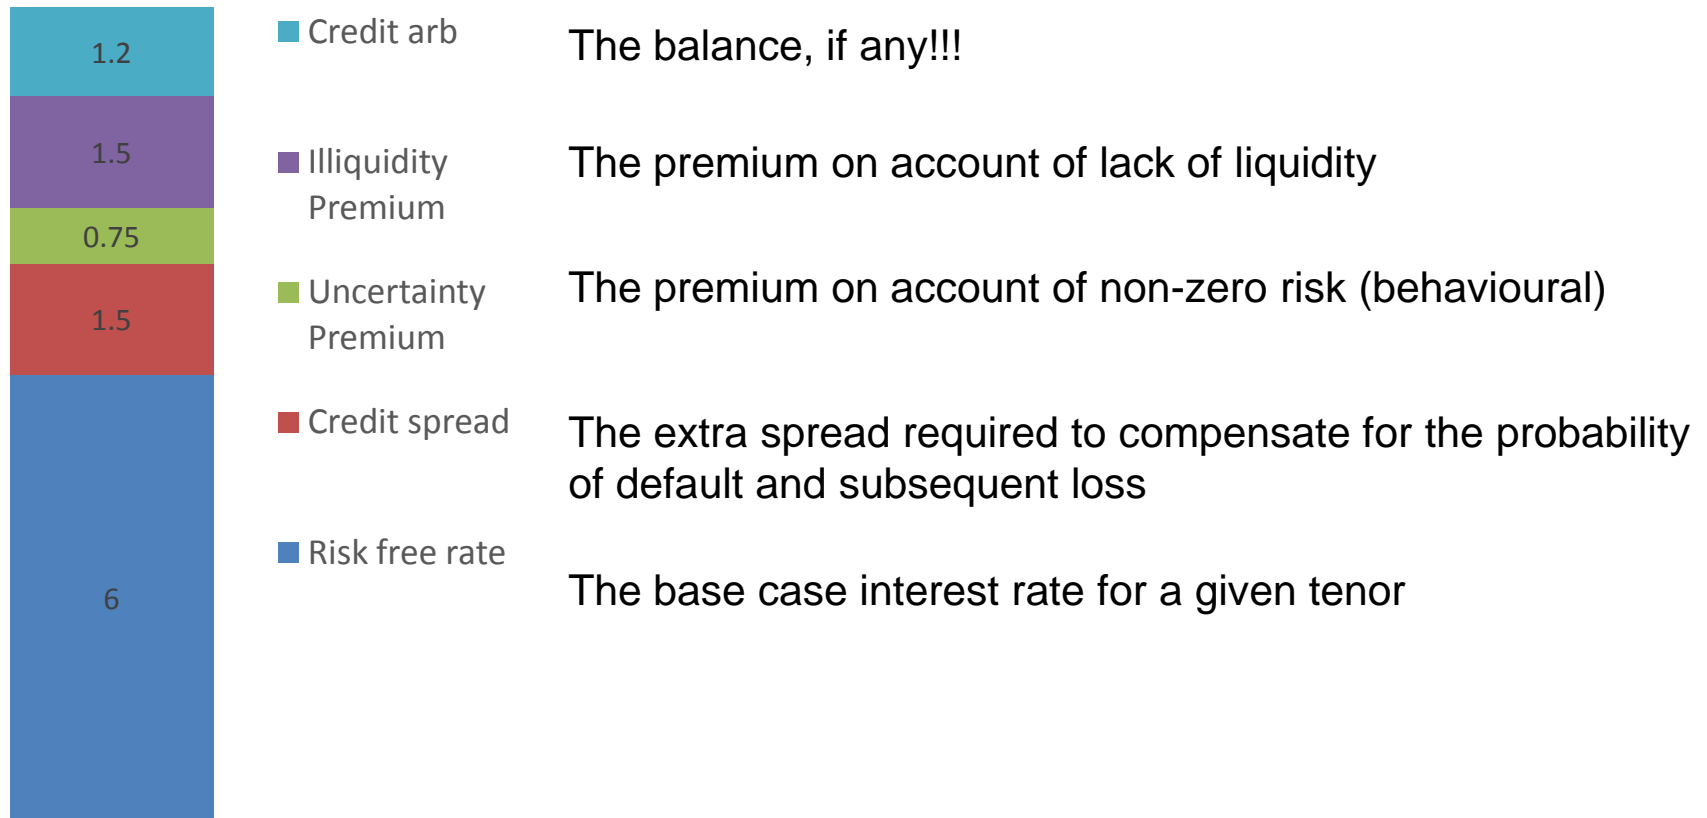 1.2
Credit arb
The balance, if any!!!
1.5
Illiquidity
Premium
The premium on account of lack of liquidity
0.75
Uncertainty
Premium
The premium on account of non-zero risk (behavioural)
1.5
Credit spread
The extra spread required to compensate for the probability
of default and subsequent loss
6
Risk free rate
The base case interest rate for a given tenor